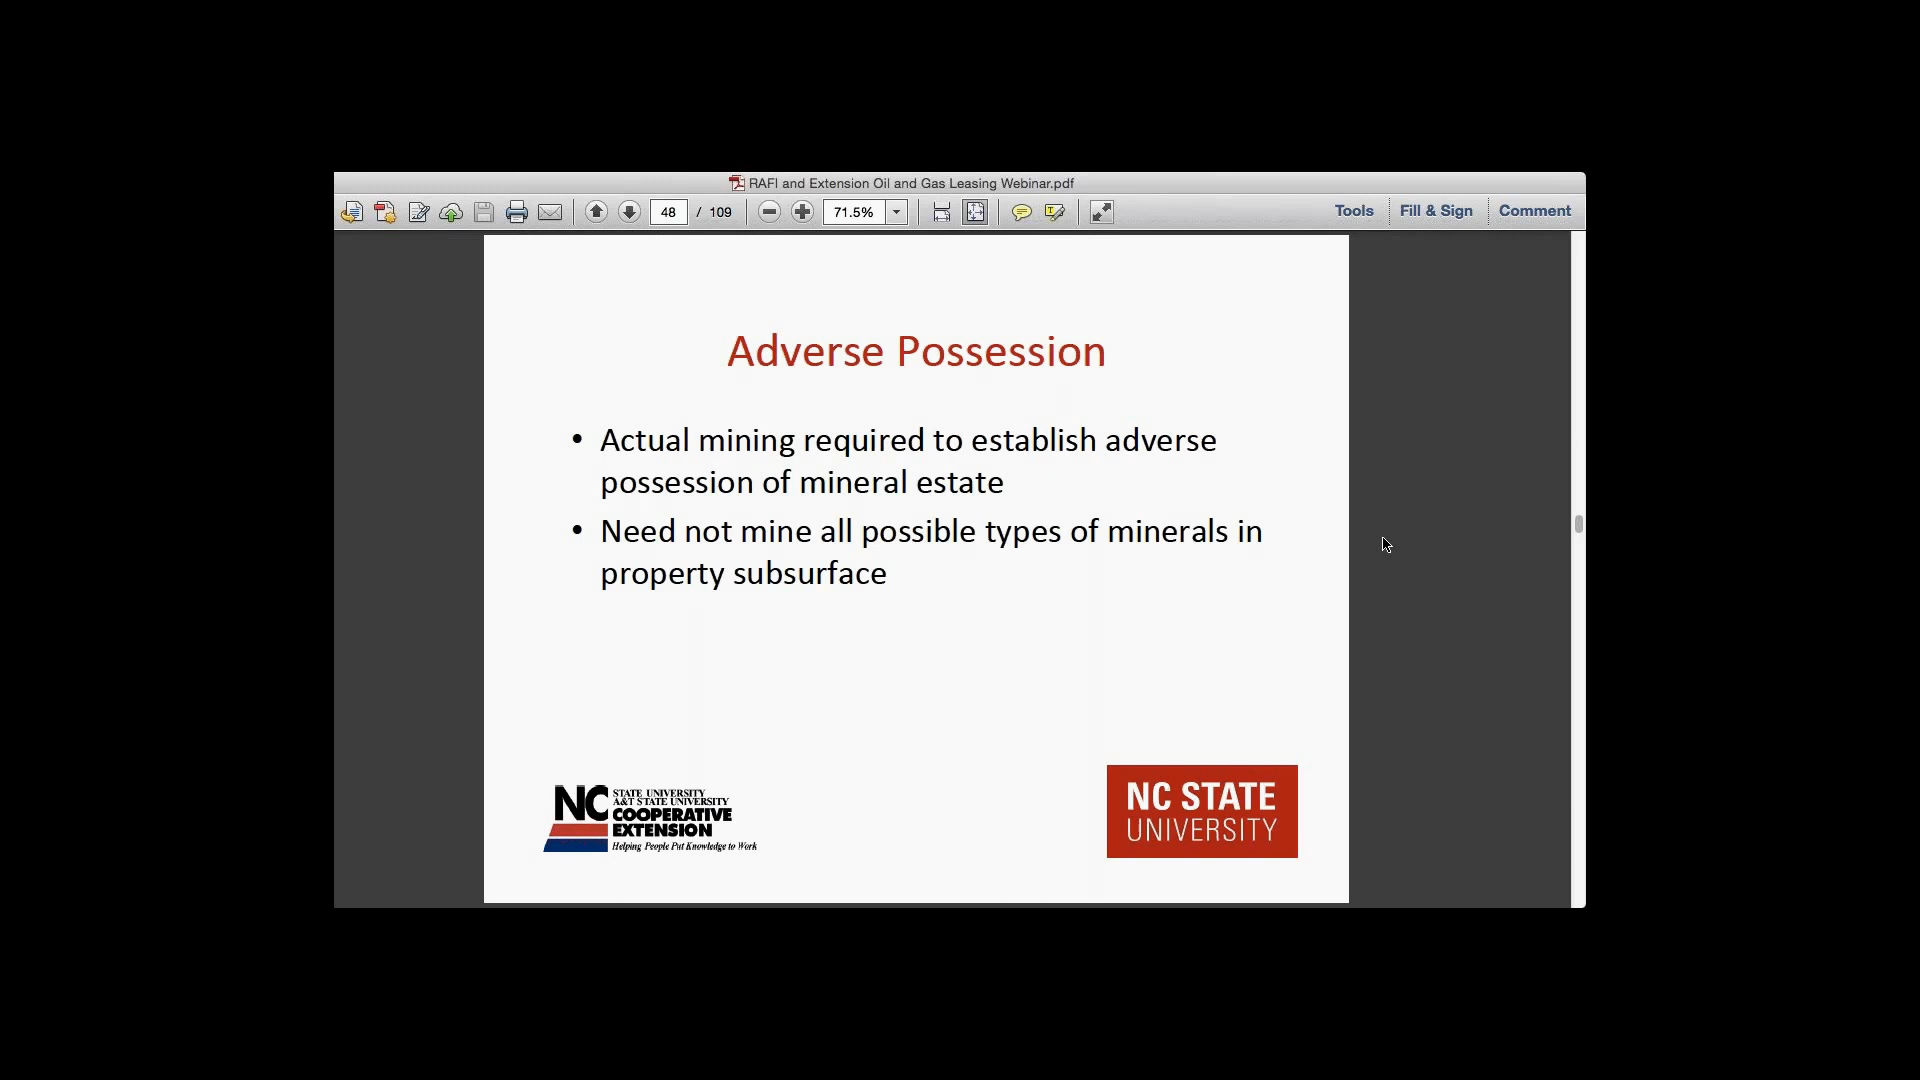 RAFI and Extension Oil and Gas Leasing Webinar.pdf
48 / 109 71.5% Tools Fill & Sign Comment
Adverse Possession
• Actual mining required to establish adverse
possession of mineral estate
• Need not mine all possible types of minerals in
property subsurface
NC STATE UNIVERSITY
A&T STATE UNIVERSITY
COOPERATIVE
EXTENSION
Helping People Put Knowledge to Work
NC STATE
UNIVERSITY